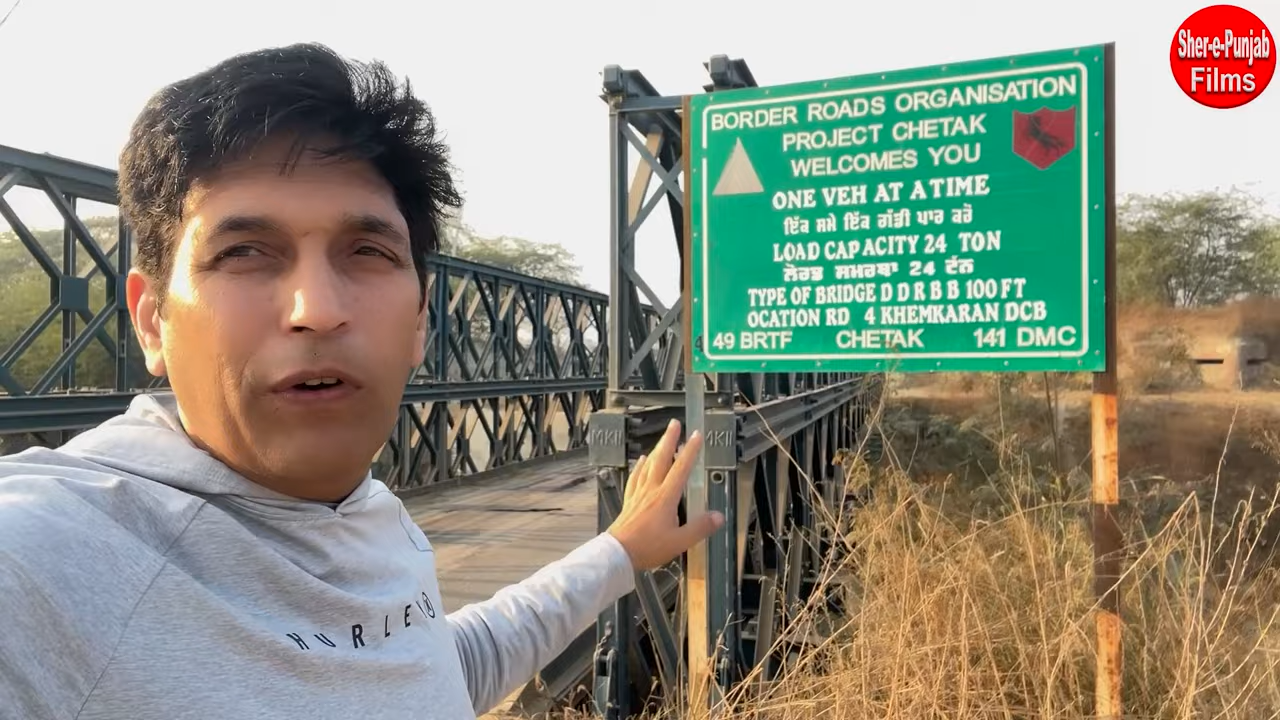 Sher-e-Punjab
Films
BORDER ROADS ORGANISATION
PROJECT CHETAK
WELCOMES YOU
ONE VEH AT A TIME
ਇੱਕ ਸਮੇ ਇੱਕ ਗੱਡੀ ਪਾਰ ਕਰੋ
LOAD CAPACITY 24 TON
ਲੋਰਡ ਸਮਰਥਾ 24 ਟੱਨ
TYPE OF BRIDGE D D R B B 100 FT
OCATION RD 4 KHEMKARAN DCB
49 BRTF CHETAK 141 DMC
MKII
MKII
HURLEY